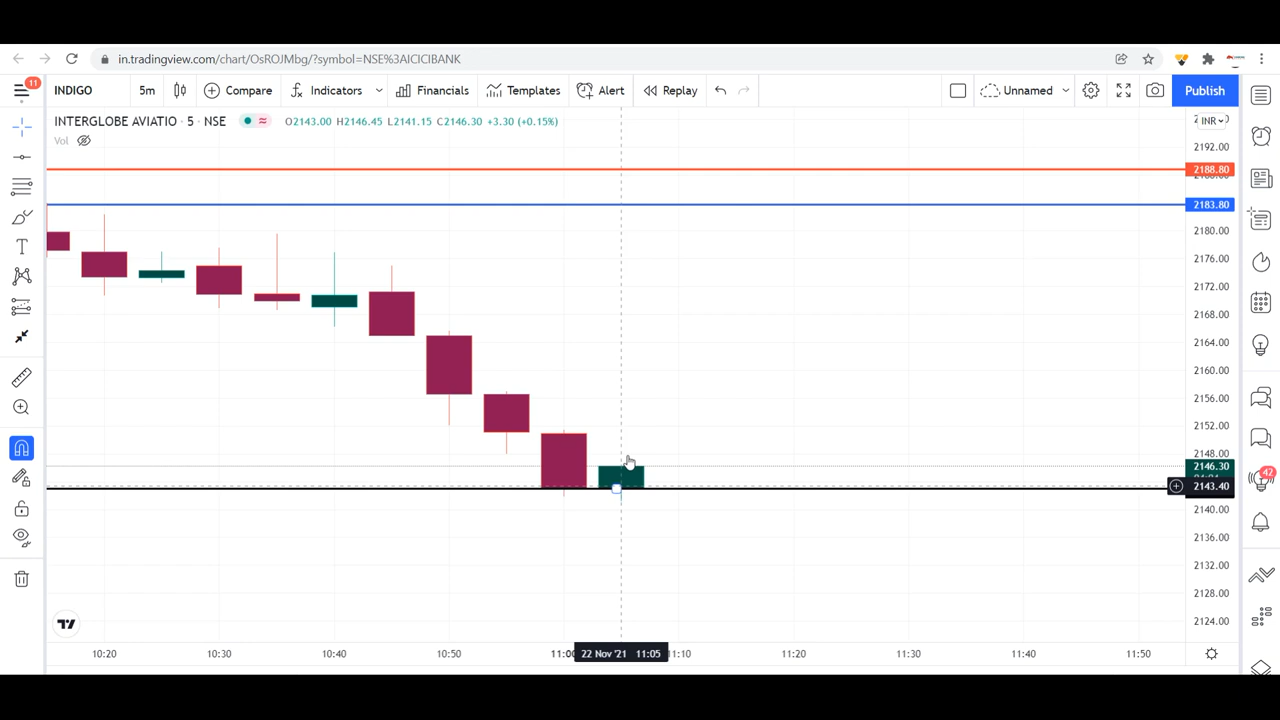 in.tradingview.com/chart/OsROJMbg/?symbol=NSE%3AICICIBANK
11
INDIGO
5m
Compare
Indicators
Financials
Templates
Alert
Replay
Unnamed
Publish
INTERGLOBE AVIATIO · 5 · NSE
O2143.00 H2146.45 L2141.15 C2146.30 +3.30 (+0.15%)
INR
Vol
2192.00
2188.80
2183.80
2180.00
2176.00
2172.00
2168.00
2164.00
2160.00
2156.00
2152.00
2148.00
2146.30
2143.40
2140.00
2136.00
2132.00
2128.00
2124.00
42
10:20
10:30
10:40
10:50
11:00
22 Nov '21 11:05
11:10
11:20
11:30
11:40
11:50